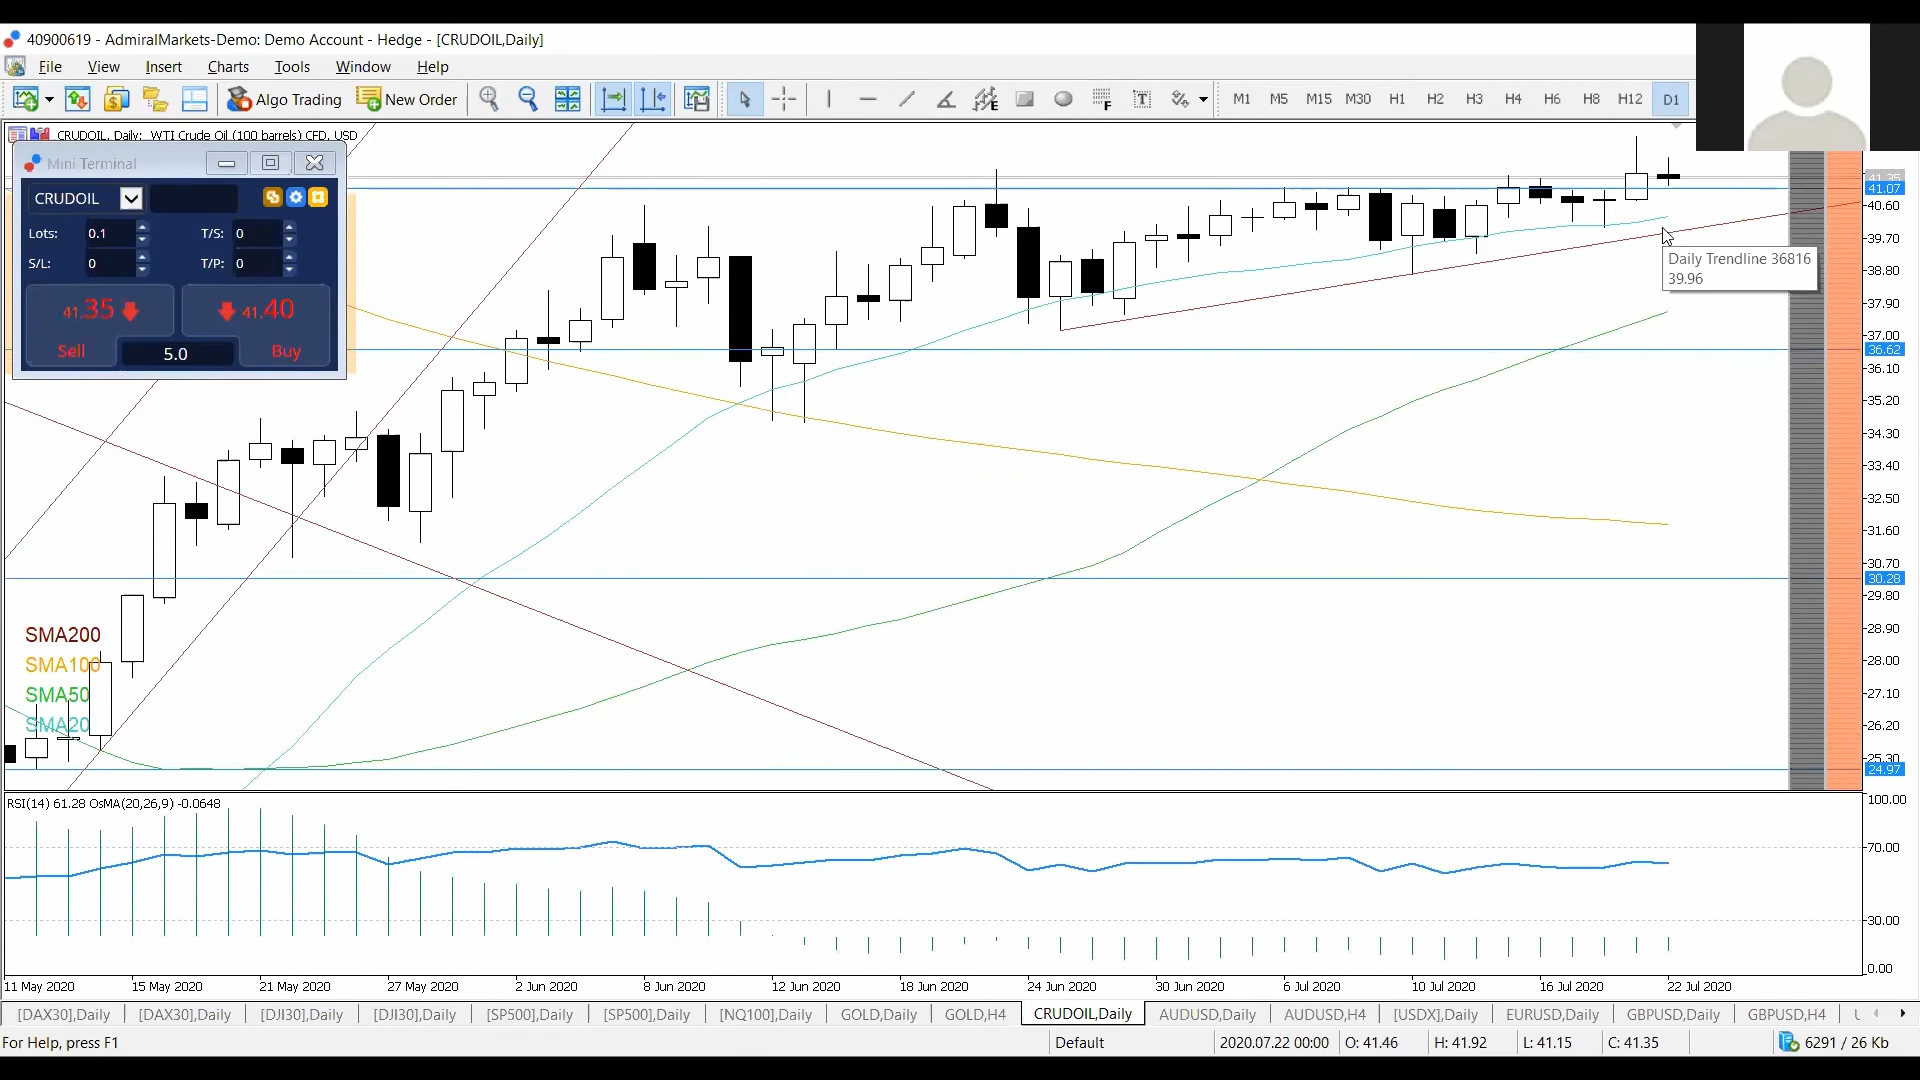 40900619 - AdmiralMarkets-Demo: Demo Account - Hedge - [CRUDOIL,Daily]
File View Insert Charts Tools Window Help
Algo Trading New Order M1 M5 M15 M30 H1 H2 H3 H4 H6 H8 H12 D1
CRUDOIL, Daily: WTI Crude Oil (100 barrels) CFD, USD
Mini Terminal
CRUDOIL
Lots: 0.1 T/S: 0
S/L: 0 T/P: 0
41.35 41.40
Sell 5.0 Buy
Daily Trendline 36816
39.96
41.35
41.07
40.60
39.70
38.80
37.90
37.00
36.62
36.10
35.20
34.30
33.40
32.50
31.60
30.70
30.28
29.80
28.90
28.00
27.10
26.20
25.30
24.97
SMA200
SMA100
SMA50
SMA20
RSI(14) 61.28 OsMA(20,26,9) -0.0648
100.00
70.00
30.00
0.00
11 May 2020 15 May 2020 21 May 2020 27 May 2020 2 Jun 2020 8 Jun 2020 12 Jun 2020 18 Jun 2020 24 Jun 2020 30 Jun 2020 6 Jul 2020 10 Jul 2020 16 Jul 2020 22 Jul 2020
[DAX30],Daily [DAX30],Daily [DJI30],Daily [DJI30],Daily [SP500],Daily [SP500],Daily [NQ100],Daily GOLD,Daily GOLD,H4 CRUDOIL,Daily AUDUSD,Daily AUDUSD,H4 [USDX],Daily EURUSD,Daily GBPUSD,Daily GBPUSD,H4
For Help, press F1 Default 2020.07.22 00:00 O: 41.46 H: 41.92 L: 41.15 C: 41.35 6291 / 26 Kb